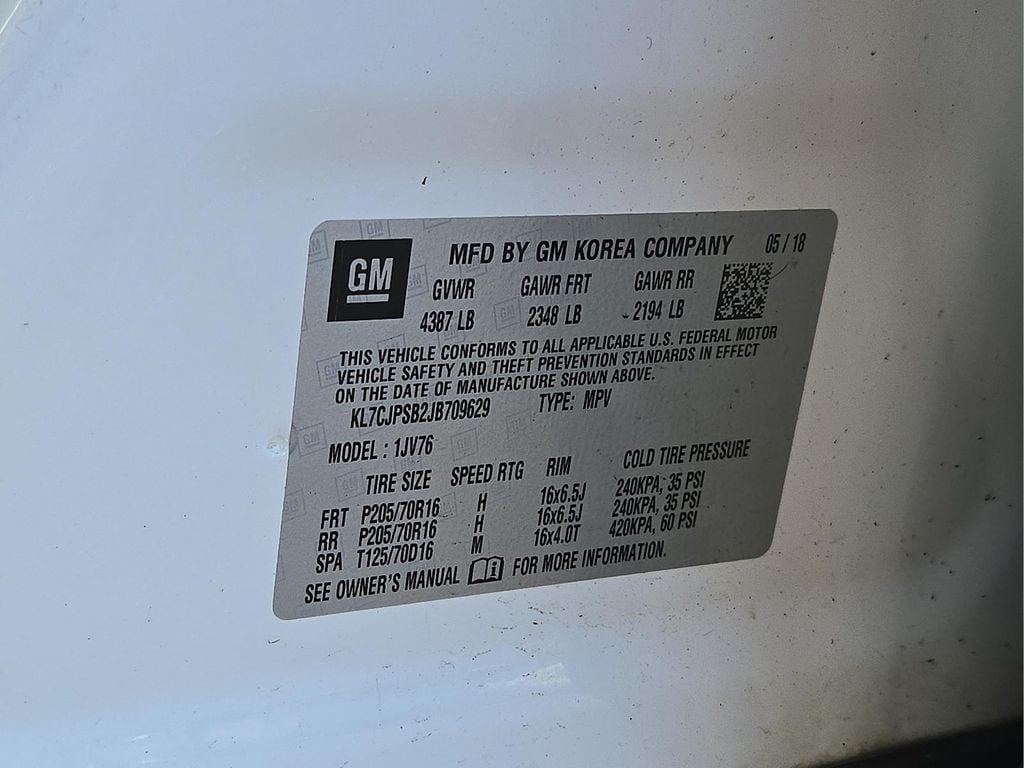 GM
MFD BY GM KOREA COMPANY 05/18
GVWR GAWR FRT GAWR RR
4387 LB 2348 LB 2194 LB
THIS VEHICLE CONFORMS TO ALL APPLICABLE U.S. FEDERAL MOTOR
VEHICLE SAFETY AND THEFT PREVENTION STANDARDS IN EFFECT
ON THE DATE OF MANUFACTURE SHOWN ABOVE.
KL7CJPSB2JB709629 TYPE: MPV
MODEL : 1JV76
TIRE SIZE SPEED RTG RIM COLD TIRE PRESSURE
FRT P205/70R16 H 16x6.5J 240KPA, 35 PSI
RR P205/70R16 H 16x6.5J 240KPA, 35 PSI
SPA T125/70D16 M 16x4.0T 420KPA, 60 PSI
SEE OWNER'S MANUAL FOR MORE INFORMATION.